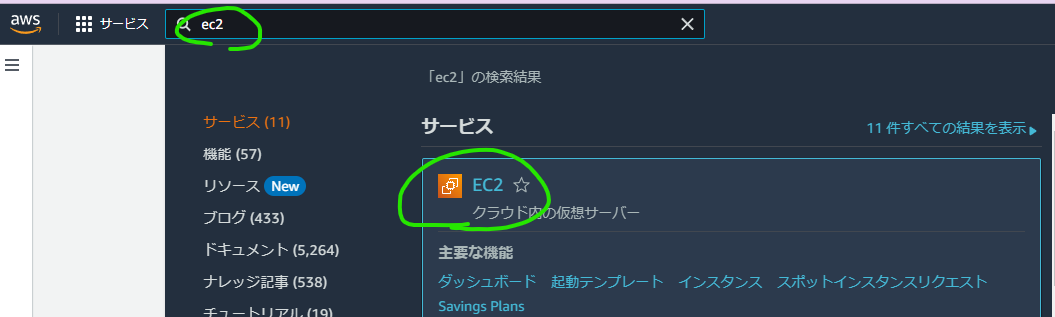 aws
サービス
ec2
「ec2」の検索結果
サービス (11)
機能 (57)
リソース New
ブログ (433)
ドキュメント (5,264)
ナレッジ記事 (538)
チュートリアル (19)
サービス
11 件すべての結果を表示
EC2
クラウド内の仮想サーバー
主要な機能
ダッシュボード 起動テンプレート インスタンス スポットインスタンスリクエスト
Savings Plans